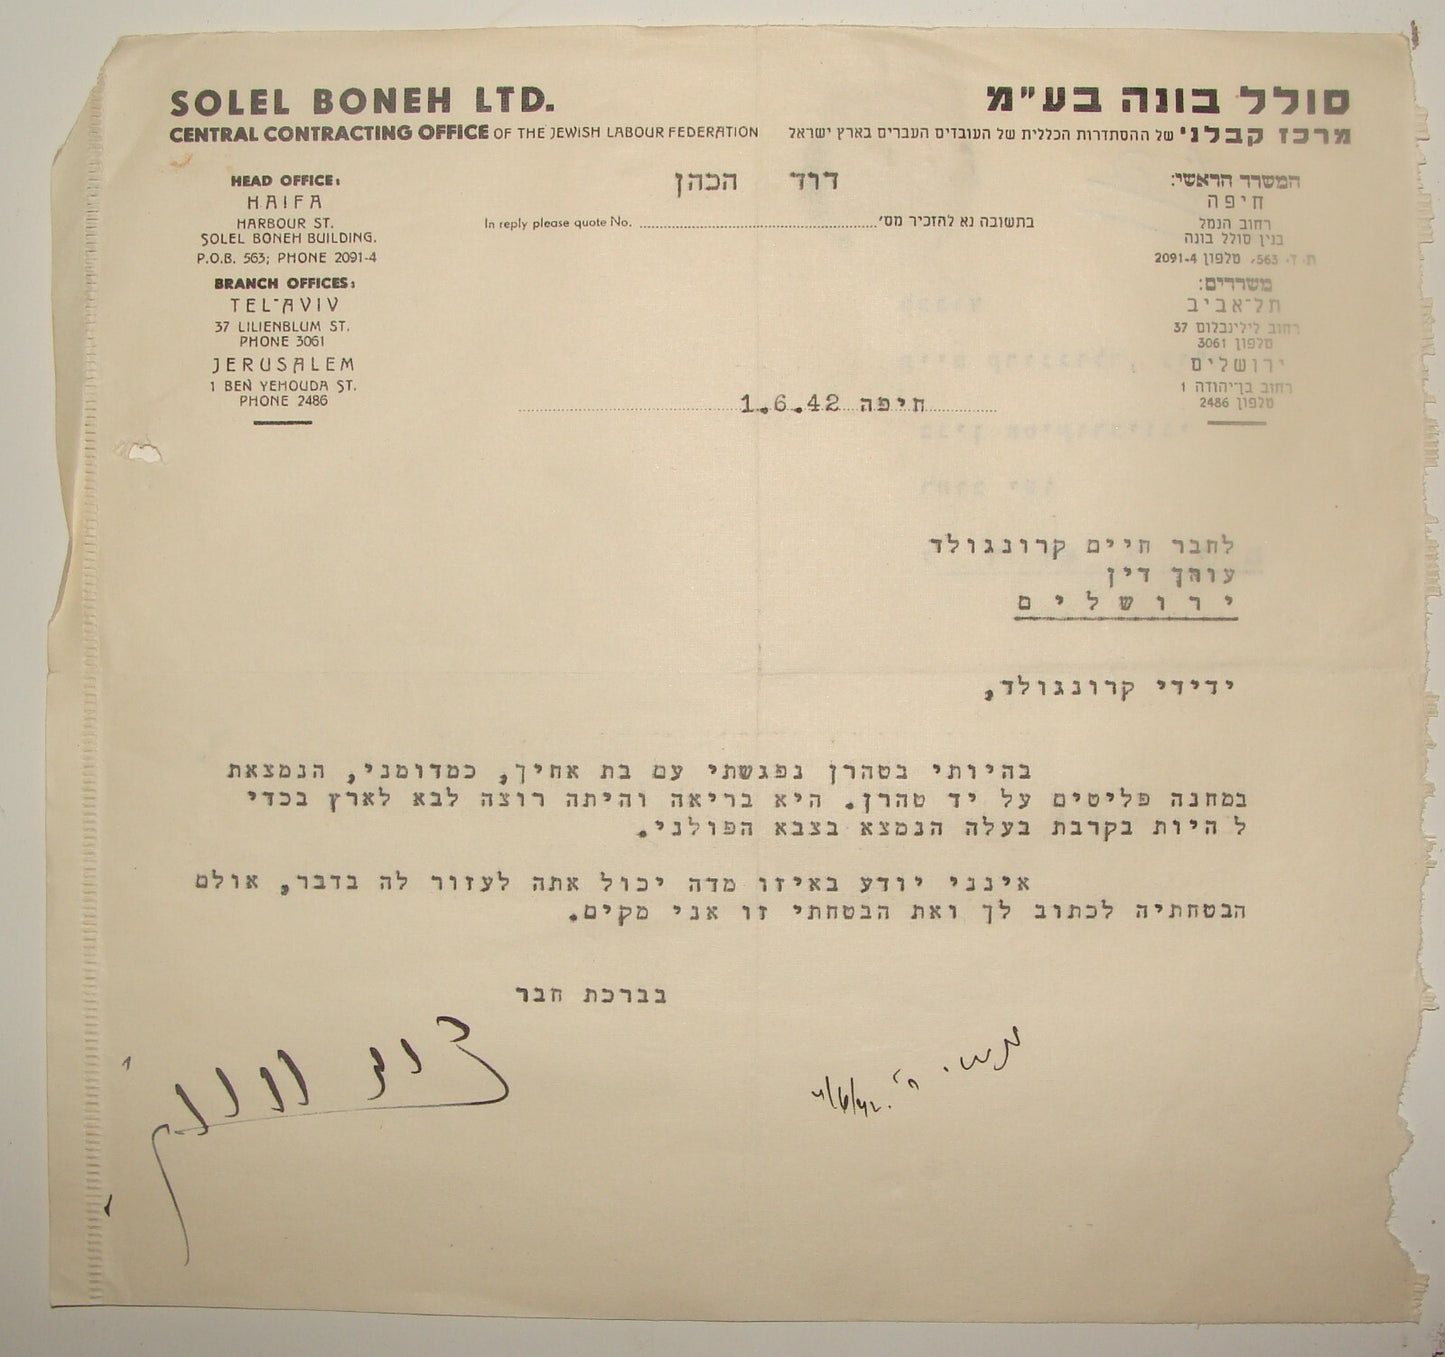 SOLEL BONEH LTD.
סולל בונה בע"מ
CENTRAL CONTRACTING OFFICE OF THE JEWISH LABOUR FEDERATION
מרכז קבלני של ההסתדרות הכללית של העובדים העברים בארץ ישראל
HEAD OFFICE:
HAIFA
HARBOUR ST.
SOLEL BONEH BUILDING.
P.O.B. 563; PHONE 2091-4
BRANCH OFFICES:
TEL-AVIV
37 LILIENBLUM ST.
PHONE 3061
JERUSALEM
1 BEN YEHOUDA ST.
PHONE 2486
דוד הכהן
In reply please quote No. בתשובה נא להזכיר מס'
המשרד הראשי:
חיפה
רחוב הנמל
בנין סולל בונה
ת.ד. 563, טלפון 2091-4
משרדים:
תל-אביב
רחוב לילינבלום 37
טלפון 3061
ירושלים
רחוב בן-יהודה 1
טלפון 2486
חיפה 1.6.42
לחבר חיים קרונגולד
עורך דין
ירושלים
ידידי קרונגולד,
בהיותי בטהרן נפגשתי עם בת אחיך, כמדומני, הנמצאת
במחנה פליטים על יד טהרן. היא בריאה והיתה רוצה לבא לארץ בכדי
ל היות בקרבת בעלה הנמצא בצבא הפולני.
אינני יודע באיזו מדה יכול אתה לעזור לה בדבר, אולם
הבטחתיה לכתוב לך ואת הבטחתי זו אני מקים.
בברכת חבר